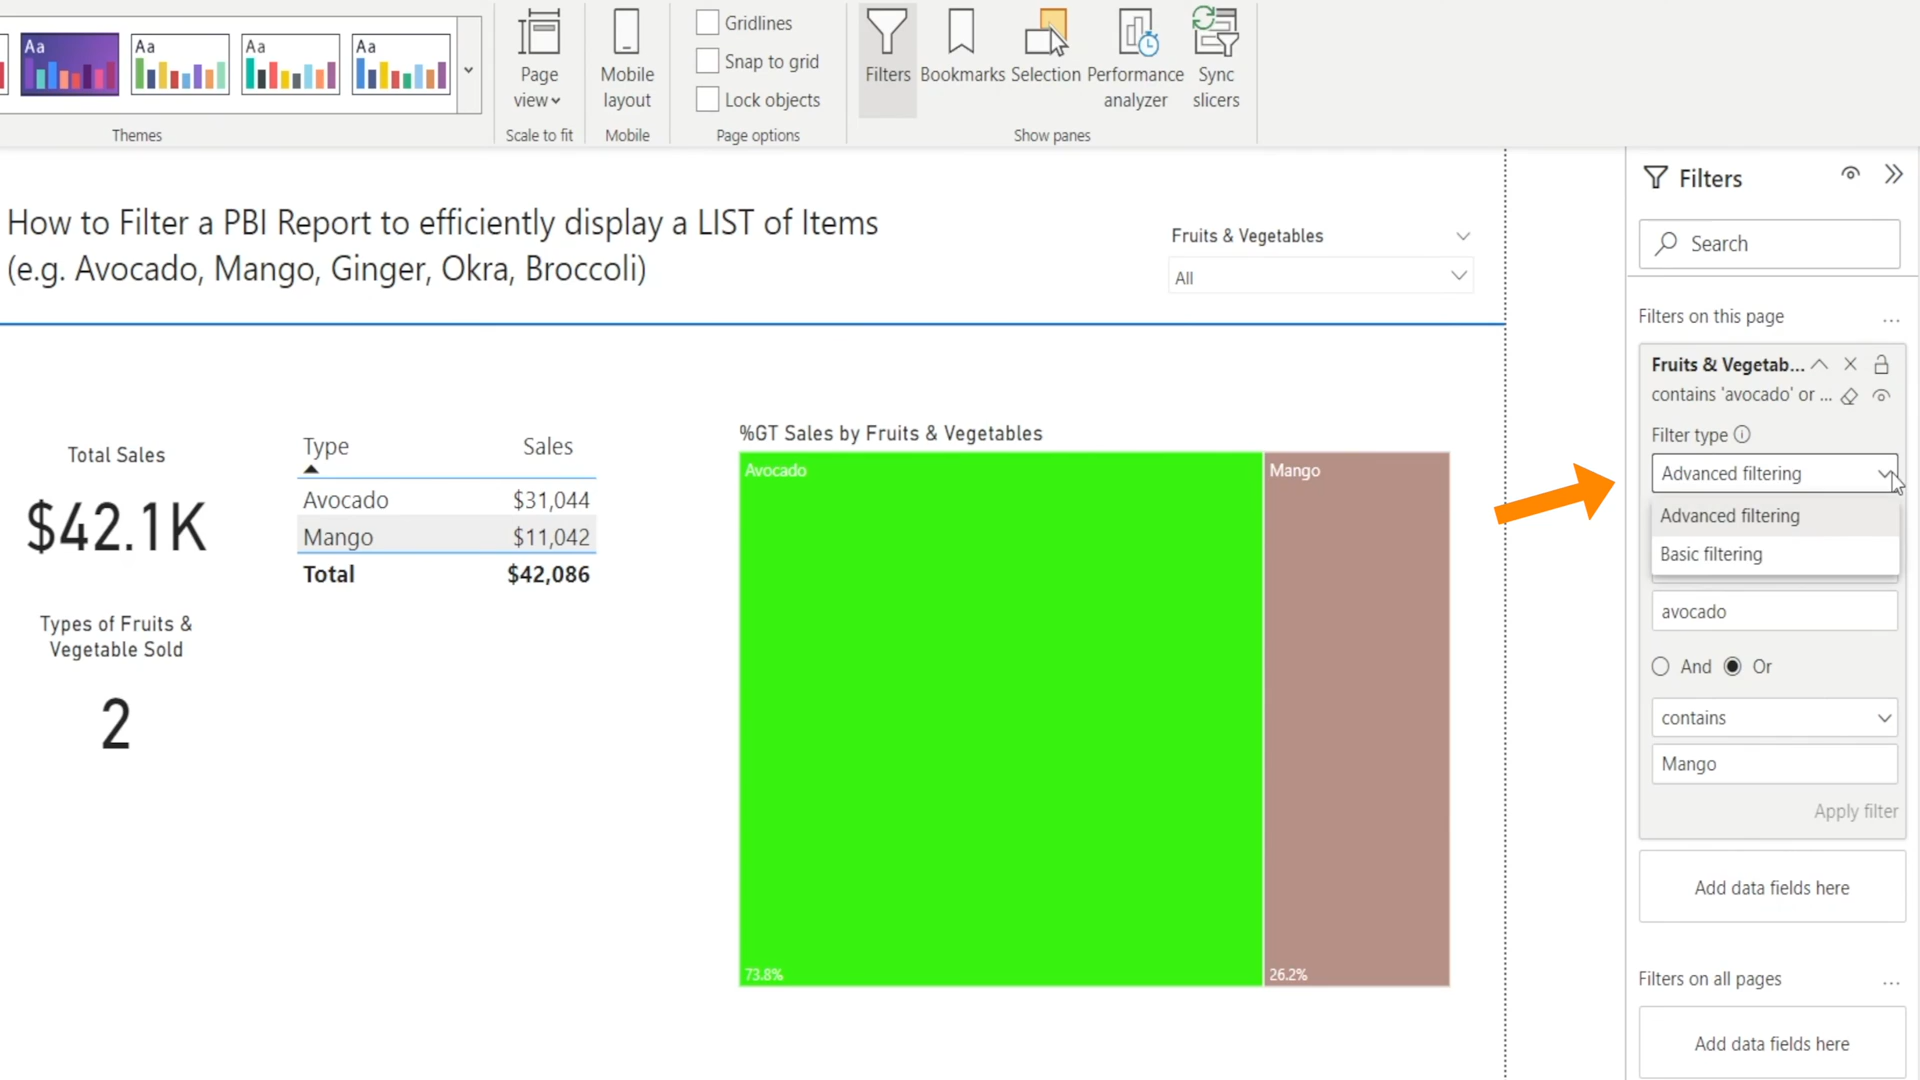 Aa
Aa
Aa
Aa
Themes
Page
view
Scale to fit
Mobile
layout
Mobile
Gridlines
Snap to grid
Lock objects
Page options
Filters
Bookmarks
Selection
Performance
analyzer
Sync
slicers
Show panes
How to Filter a PBI Report to efficiently display a LIST of Items
(e.g. Avocado, Mango, Ginger, Okra, Broccoli)
Fruits & Vegetables
All
Total Sales
$42.1K
Types of Fruits &
Vegetable Sold
2
Type Sales
Avocado $31,044
Mango $11,042
Total $42,086
%GT Sales by Fruits & Vegetables
Avocado
73.8%
Mango
26.2%
Filters
Search
Filters on this page ...
Fruits & Vegetab...
contains 'avocado' or ...
Filter type
Advanced filtering
Advanced filtering
Basic filtering
avocado
And Or
contains
Mango
Apply filter
Add data fields here
Filters on all pages ...
Add data fields here